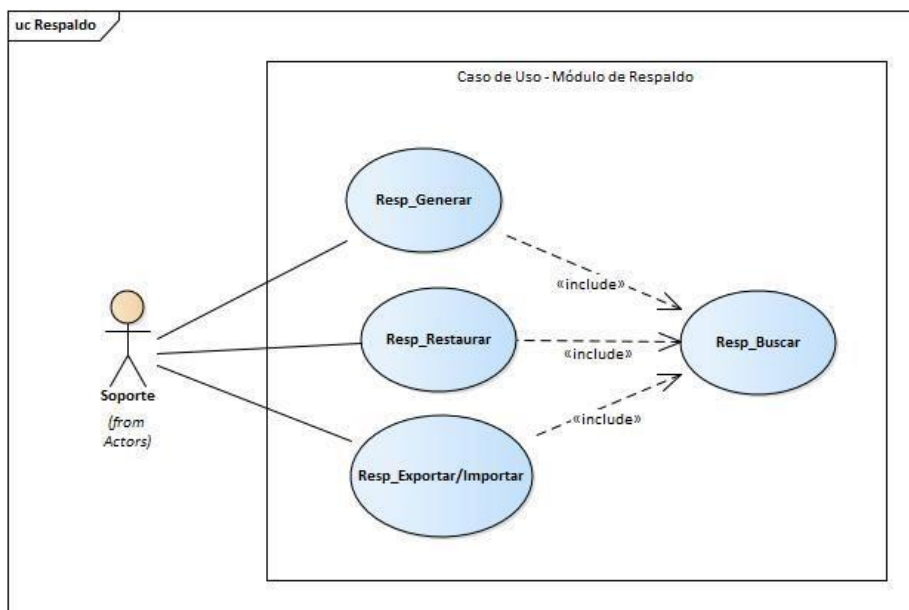 uc Respaldo
Caso de Uso - Módulo de Respaldo
Resp_Generar
«include»
Resp_Restaurar
«include»
Resp_Buscar
Soporte
(from
Actors)
«include»
Resp_Exportar/Importar